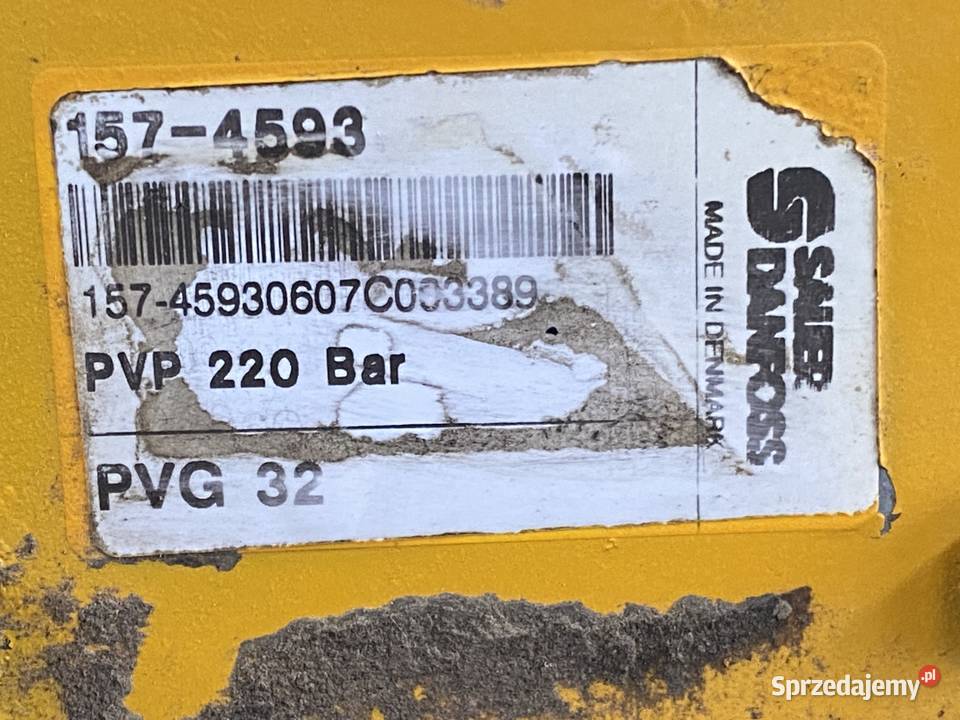 157-4593
157-45930607C003389
PVP 220 Bar
PVG 32
MADE IN DENMARK
SAUER
DANFOSS
Sprzedajemy.pl